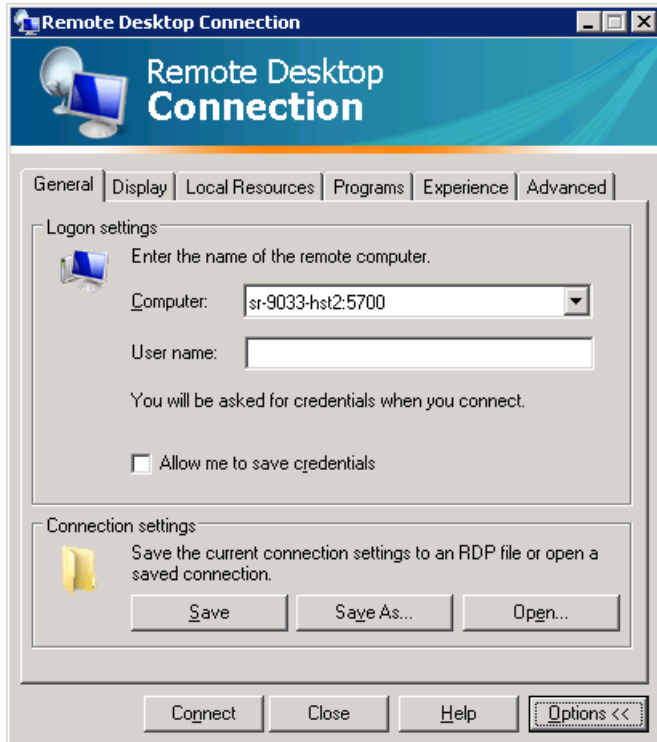 Remote Desktop Connection
Remote Desktop
Connection
General Display Local Resources Programs Experience Advanced
Logon settings
Enter the name of the remote computer.
Computer: sr-9033-hst2:5700
User name:
You will be asked for credentials when you connect.
Allow me to save credentials
Connection settings
Save the current connection settings to an RDP file or open a
saved connection.
Save Save As... Open...
Connect Close Help Options <<